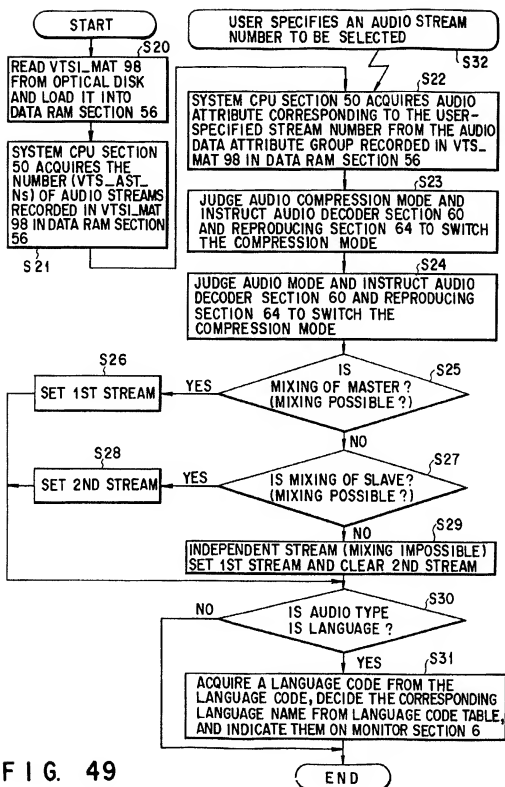 START
S20
READ VTSI_MAT 98
FROM OPTICAL DISK
AND LOAD IT INTO
DATA RAM SECTION
56
SYSTEM CPU SECTION
50 ACQUIRES THE
NUMBER (VTS_AST_
Ns) OF AUDIO STREAMS
RECORDED IN VTSI_MAT
98 IN DATA RAM SECTION
56
S21
USER SPECIFIES AN AUDIO STREAM
NUMBER TO BE SELECTED
S32
S22
SYSTEM CPU SECTION 50 ACQUIRES AUDIO
ATTRIBUTE CORRESPONDING TO THE USER-
SPECIFIED STREAM NUMBER FROM THE AUDIO
DATA ATTRIBUTE GROUP RECORDED IN VTS_
MAT 98 IN DATA RAM SECTION 56
S23
JUDGE AUDIO COMPRESSION MODE AND
INSTRUCT AUDIO DECODER SECTION 60
AND REPRODUCING SECTION 64 TO SWITCH
THE COMPRESSION MODE
S24
JUDGE AUDIO MODE AND INSTRUCT AUDIO
DECODER SECTION 60 AND REPRODUCING
SECTION 64 TO SWITCH THE
COMPRESSION MODE
S25
IS
MIXING OF MASTER?
(MIXING POSSIBLE?)
YES
S26
SET 1ST STREAM
NO
S27
IS MIXING OF SLAVE?
(MIXING POSSIBLE?)
YES
S28
SET 2ND STREAM
NO
S29
INDEPENDENT STREAM (MIXING IMPOSSIBLE)
SET 1ST STREAM AND CLEAR 2ND STREAM
S30
IS AUDIO TYPE
IS LANGUAGE ?
NO
YES
S31
ACQUIRE A LANGUAGE CODE FROM THE
LANGUAGE CODE, DECIDE THE CORRESPONDING
LANGUAGE NAME FROM LANGUAGE CODE TABLE,
AND INDICATE THEM ON MONITOR SECTION 6
END
FIG. 49